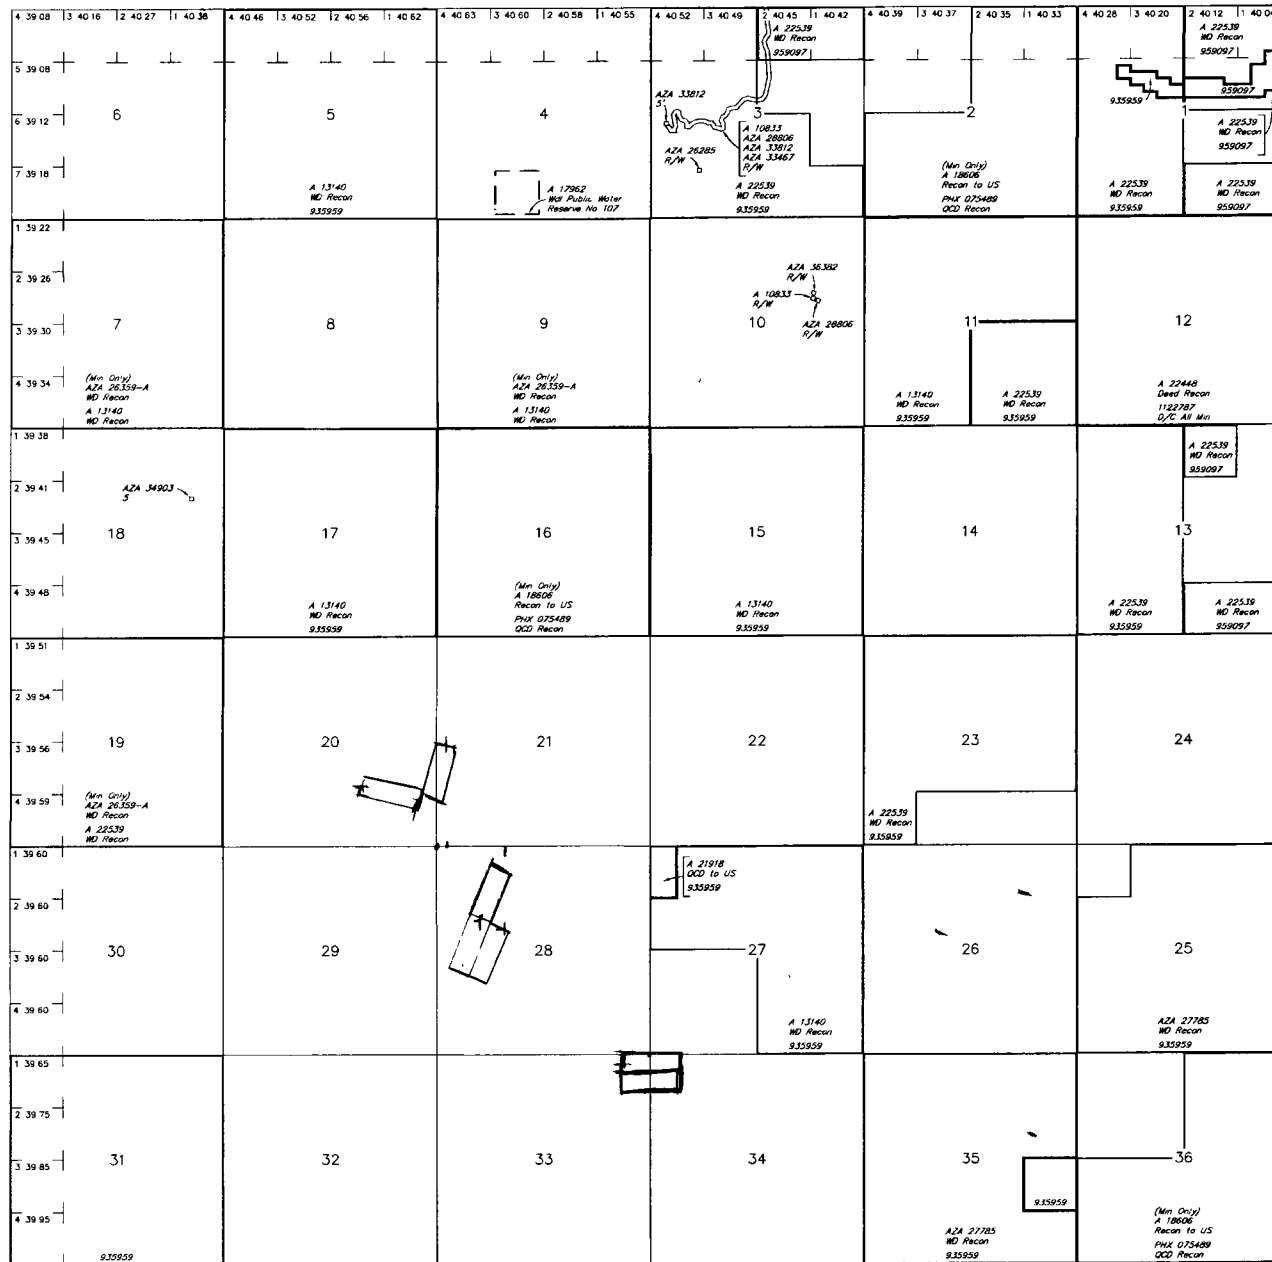 4 39 08 3 40 16 2 40 27 1 40 38 4 40 46 3 40 52 2 40 56 1 40 62 4 40 63 3 40 60 2 40 58 1 40 55 4 40 52 3 40 49 2 40 45 1 40 42 4 40 39 3 40 37 2 40 35 1 40 33 4 40 28 3 40 20 2 40 12 1 40 04
A 22539
WD Recon
959097
A 22539
WD Recon
959097
5 39 08
6 39 12
7 39 18
6
5
A 13140
WD Recon
935959
4
A 17962
Wdl Public Water
Reserve No 107
AZA 33812
5
AZA 26285
R/W
3
A 10833
AZA 28806
AZA 33812
AZA 33467
R/W
A 22539
WD Recon
935959
2
(Min Only)
A 18606
Recon to US
PHX 075489
QCD Recon
935959
959097
1
A 22539
WD Recon
959097
A 22539
WD Recon
935959
A 22539
WD Recon
959097
1 39 22
2 39 26
3 39 30
4 39 34
7
(Min Only)
AZA 26359-A
WD Recon
A 13140
WD Recon
8
9
(Min Only)
AZA 26359-A
WD Recon
A 13140
WD Recon
10
AZA 36382
R/W
A 10833
R/W
AZA 28806
R/W
11
A 13140
WD Recon
935959
A 22539
WD Recon
935959
12
A 22448
Deed Recon
1122787
O/C All Min
1 39 38
2 39 41
3 39 45
4 39 48
AZA 34903
5
18
17
A 13140
WD Recon
935959
16
(Min Only)
A 18606
Recon to US
PHX 075489
QCD Recon
15
A 13140
WD Recon
935959
14
A 22539
WD Recon
959097
13
A 22539
WD Recon
935959
A 22539
WD Recon
959097
1 39 51
2 39 54
3 39 56
4 39 59
19
(Min Only)
AZA 26359-A
WD Recon
A 22539
WD Recon
20
21
22
23
A 22539
WD Recon
935959
24
1 39 60
2 39 60
3 39 60
4 39 60
30
29
28
A 21918
QCD to US
935959
27
A 13140
WD Recon
935959
26
25
AZA 27785
WD Recon
935959
1 39 65
2 39 75
3 39 85
4 39 95
31
935959
32
33
34
35
935959
AZA 27785
WD Recon
935959
36
(Min Only)
A 18606
Recon to US
PHX 075489
QCD Recon